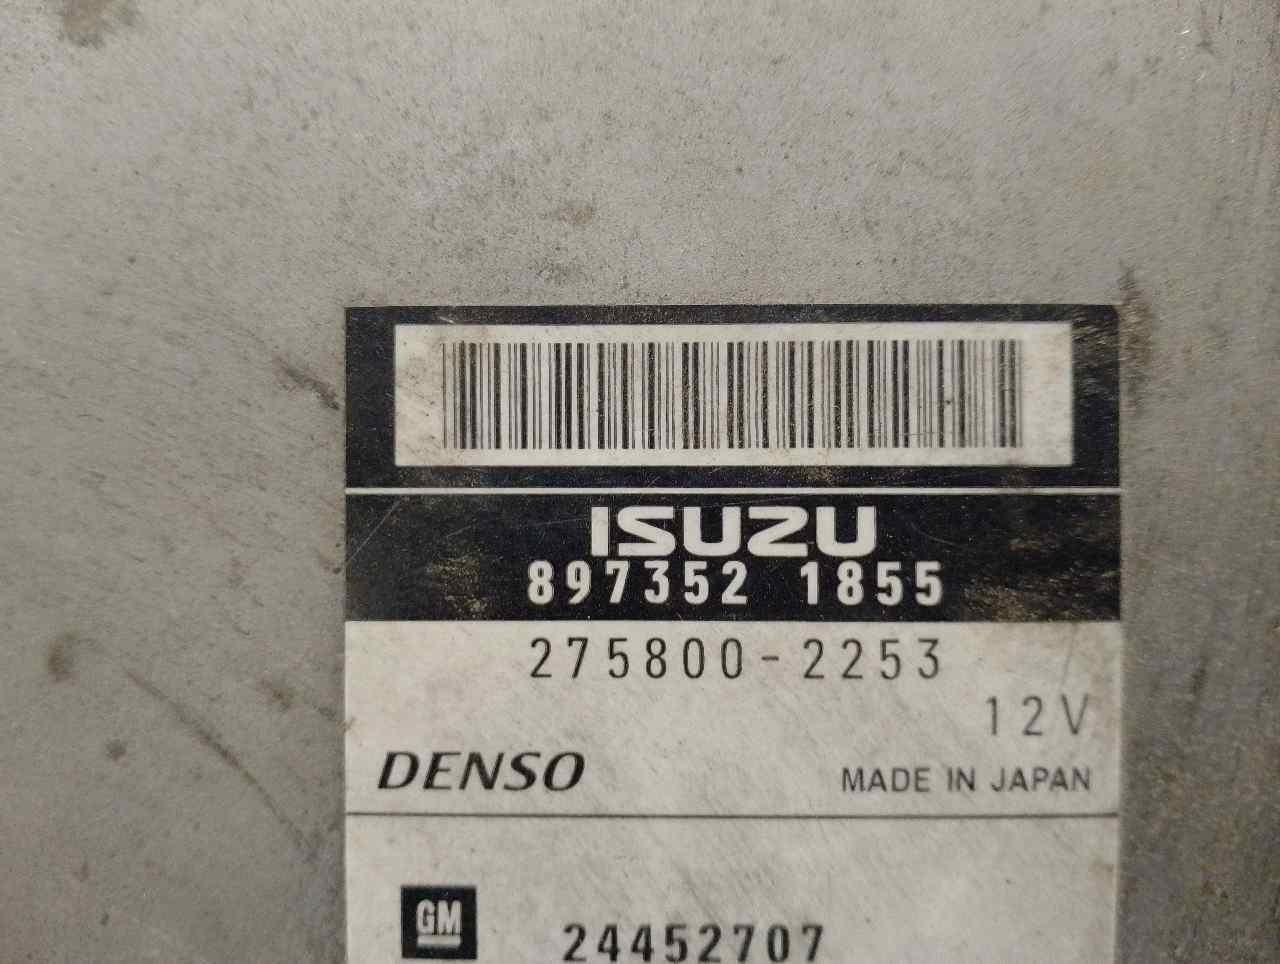 ISUZU
897352 1855
275800-2253
12V
DENSO MADE IN JAPAN
GM 24452707